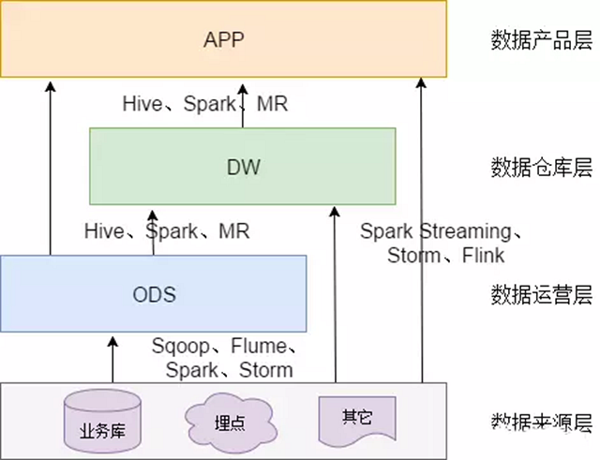 APP
数据产品层
Hive、Spark、MR
DW
数据仓库层
Hive、Spark、MR
Spark Streaming、
Storm、Flink
ODS
数据运营层
Sqoop、Flume、
Spark、Storm
业务库
埋点
其它
数据来源层